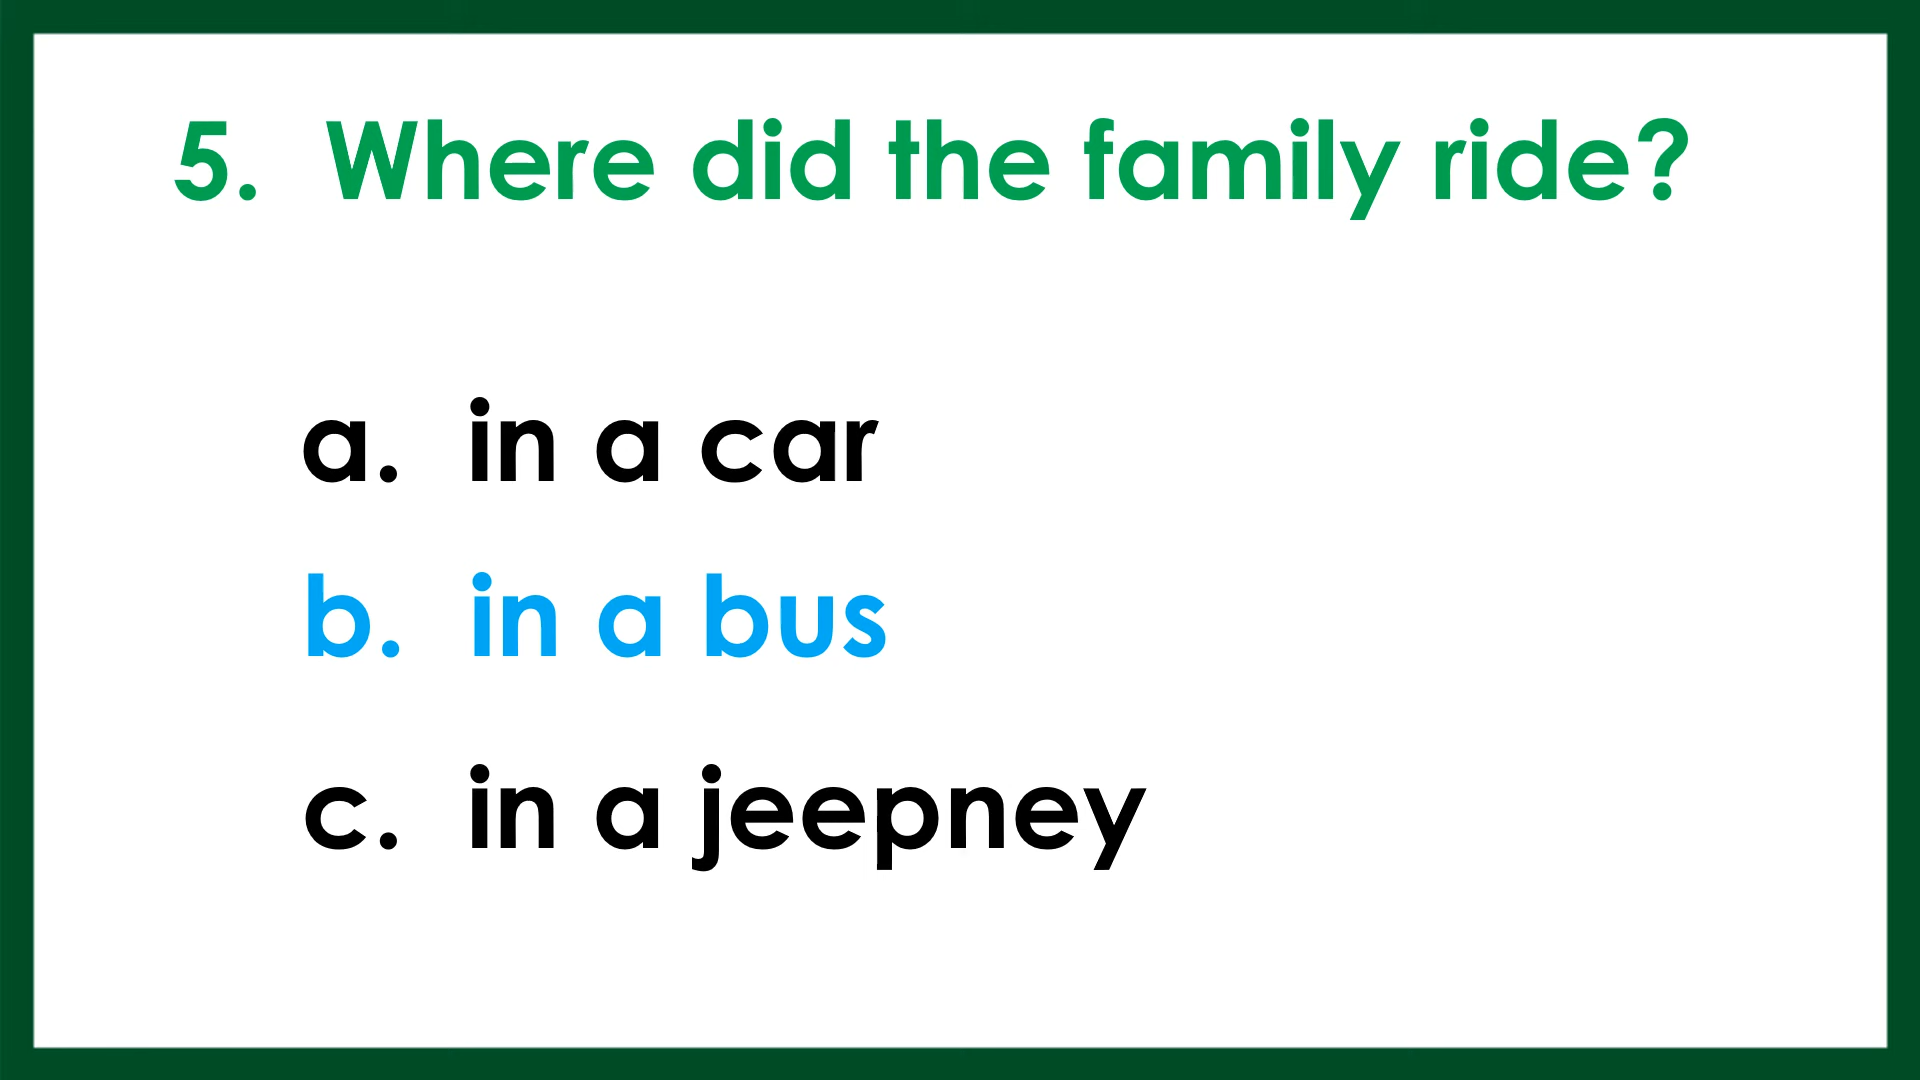 5. Where did the family ride?
a. in a car
b. in a bus
c. in a jeepney